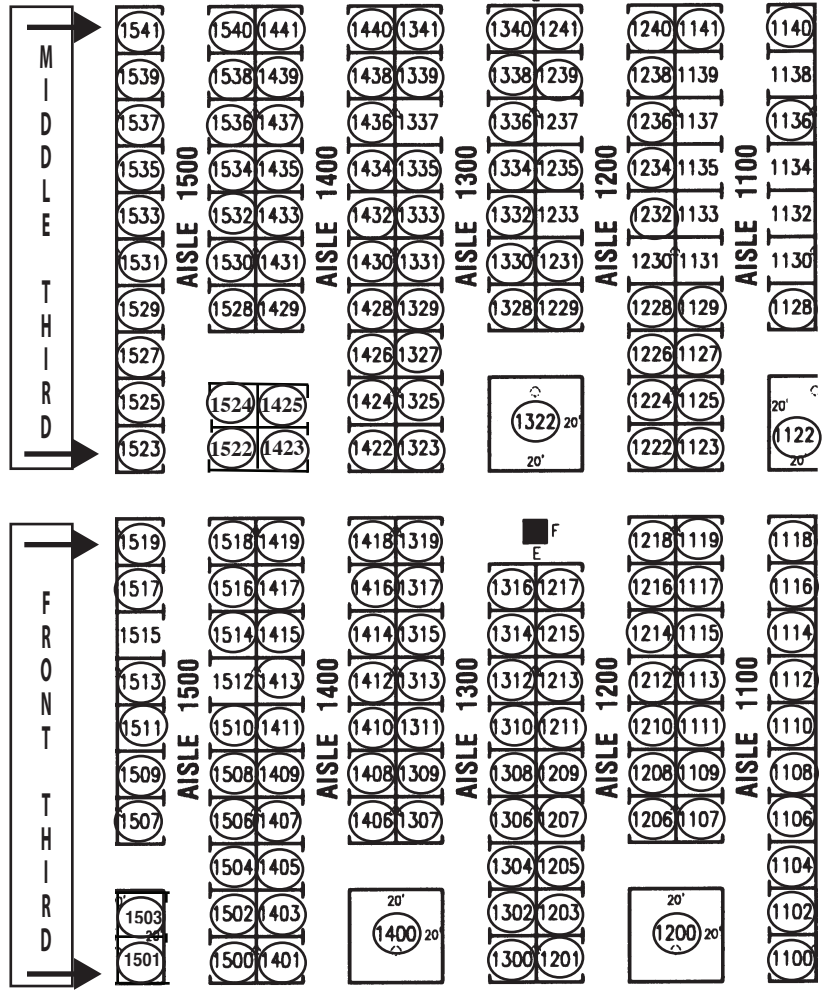 1541 1540 1441 1440 1341 1340 1241 1240 1141 1140
1539 1538 1439 1438 1339 1338 1239 1238 1139 1138
1537 1536 1437 1436 1337 1336 1237 1236 1137 1136
1535 1534 1435 1434 1335 1334 1235 1234 1135 1134
1533 1532 1433 1432 1333 1332 1233 1232 1133 1132
1531 1530 1431 1430 1331 1330 1231 1230 1131 1130
1529 1528 1429 1428 1329 1328 1229 1228 1129 1128
1527 1426 1327 1226 1127
1525 1524 1425 1424 1325 1224 1125
1523 1522 1423 1422 1323 1222 1123
MIDDLE THIRD
AISLE 1500
AISLE 1400
AISLE 1300
AISLE 1200
AISLE 1100
1322 20'
20'
20'
1122
20'
F
E
1519 1518 1419 1418 1319 1218 1119 1118
1517 1516 1417 1416 1317 1316 1217 1216 1117 1116
1515 1514 1415 1414 1315 1314 1215 1214 1115 1114
1513 1512 1413 1412 1313 1312 1213 1212 1113 1112
1511 1510 1411 1410 1311 1310 1211 1210 1111 1110
1509 1508 1409 1408 1309 1308 1209 1208 1109 1108
1507 1506 1407 1406 1307 1306 1207 1206 1107 1106
1504 1405 1304 1205 1104
1503 1502 1403 1302 1203 1102
1501 1500 1401 1300 1201 1100
FRONT THIRD
AISLE 1500
AISLE 1400
AISLE 1300
AISLE 1200
AISLE 1100
20'
1400 20'
20'
1200 20'